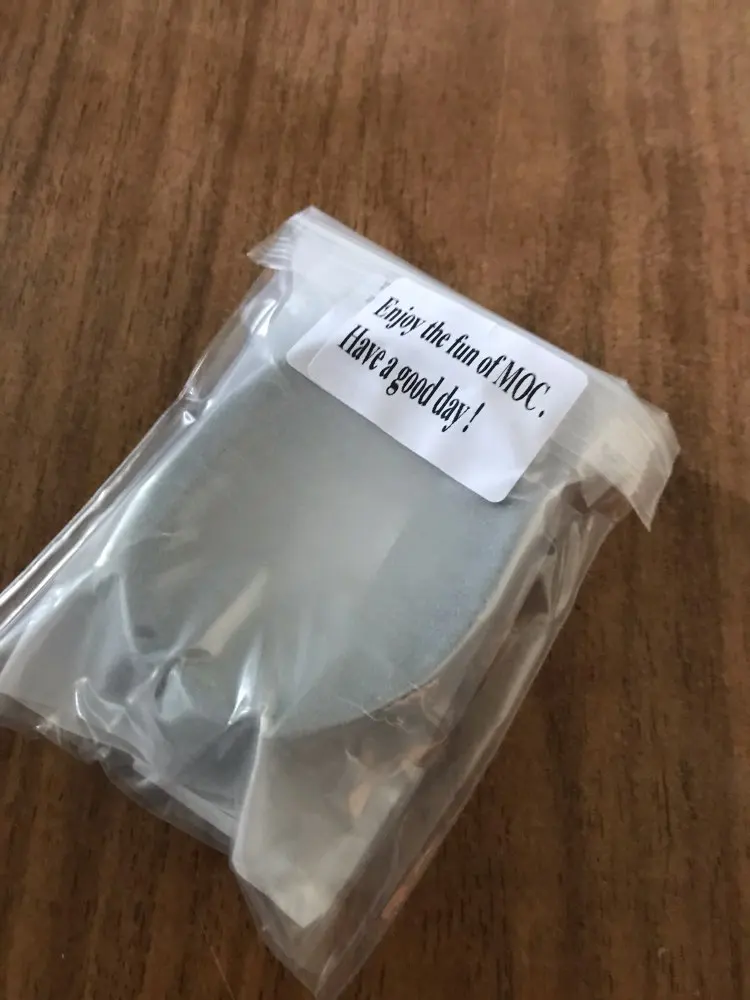 Enjoy the fun of MOC.
Have a good day!